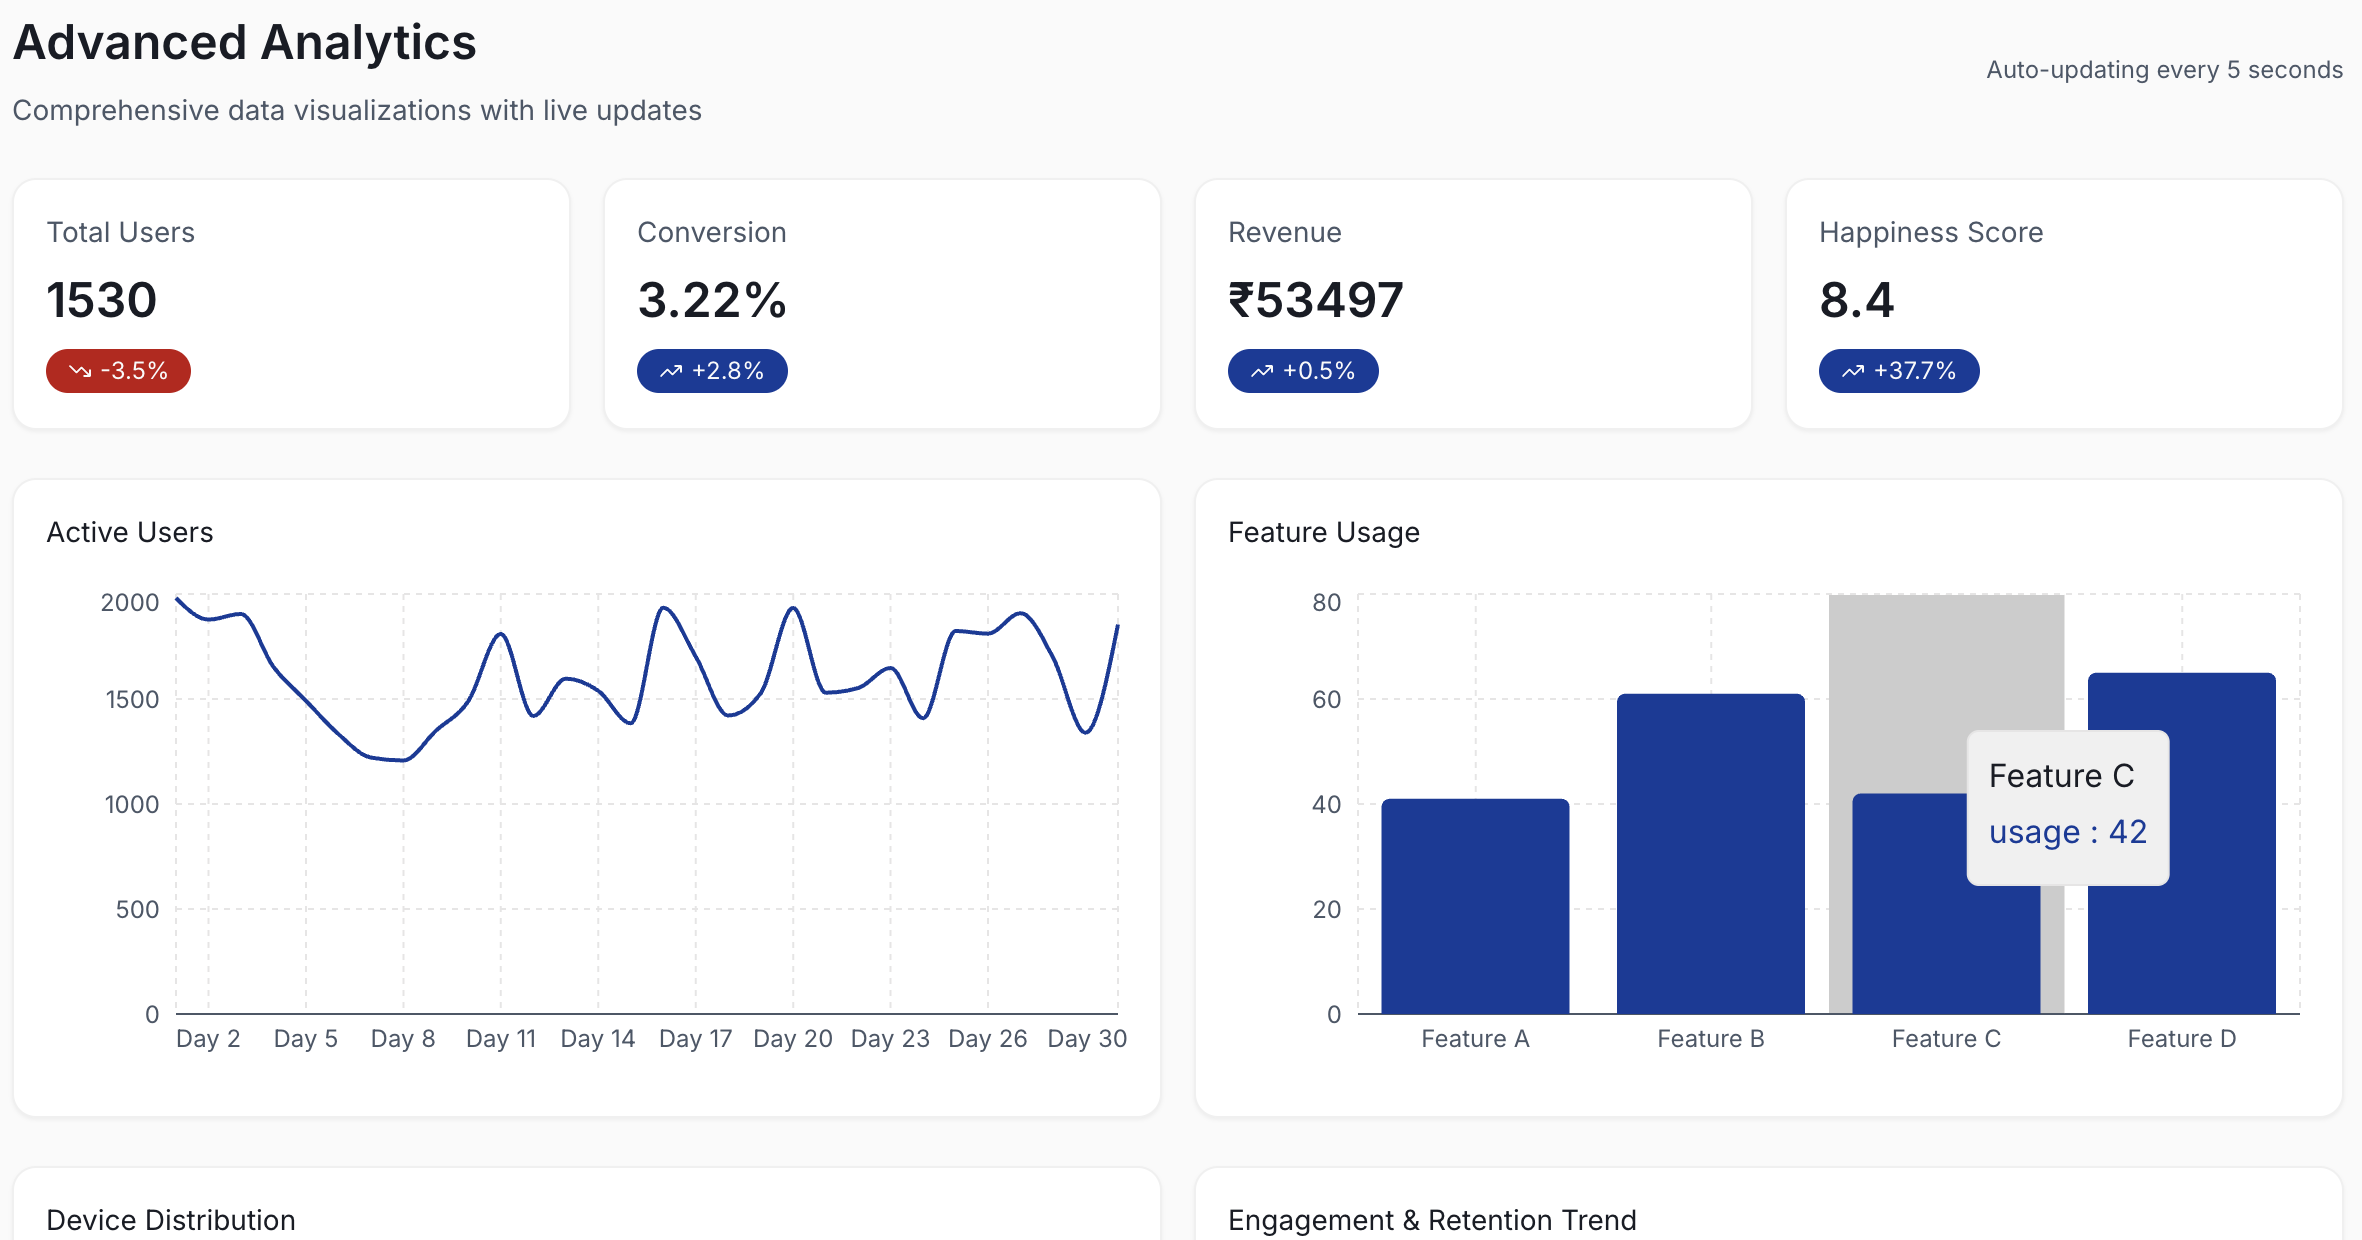 Advanced Analytics
Auto-updating every 5 seconds
Comprehensive data visualizations with live updates
Total Users
1530
-3.5%
Conversion
3.22%
+2.8%
Revenue
₹53497
+0.5%
Happiness Score
8.4
+37.7%
Active Users
2000
1500
1000
500
0
Day 2 Day 5 Day 8 Day 11 Day 14 Day 17 Day 20 Day 23 Day 26 Day 30
Feature Usage
80
60
40
20
0
Feature C
usage : 42
Feature A Feature B Feature C Feature D
Device Distribution
Engagement & Retention Trend